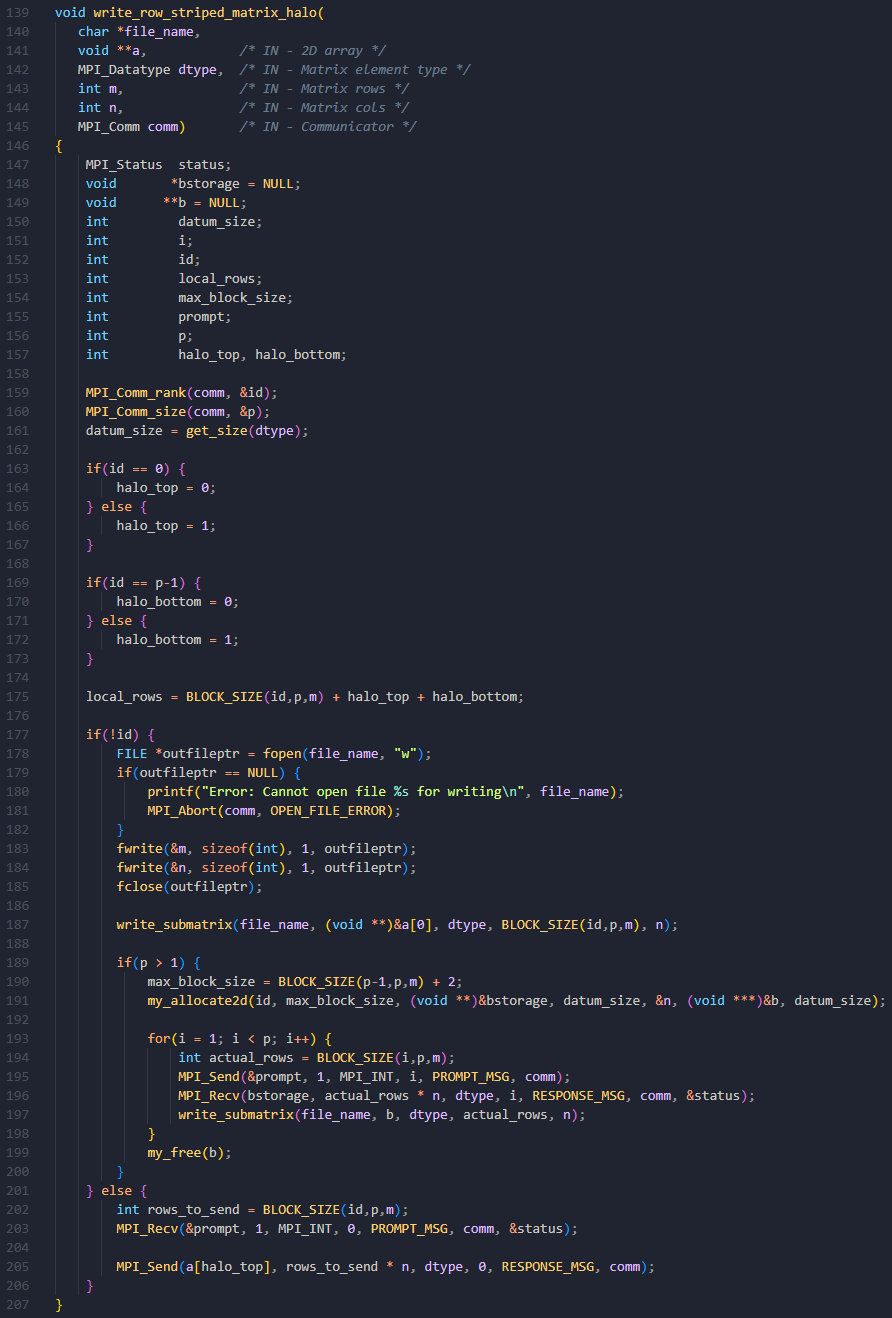 139 void write_row_striped_matrix_halo(
140    char *file_name,
141    void **a,            /* IN - 2D array */
142    MPI_Datatype dtype,  /* IN - Matrix element type */
143    int m,               /* IN - Matrix rows */
144    int n,               /* IN - Matrix cols */
145    MPI_Comm comm)       /* IN - Communicator */
146 {
147     MPI_Status  status;
148     void       *bstorage = NULL;
149     void      **b = NULL;
150     int         datum_size;
151     int         i;
152     int         id;
153     int         local_rows;
154     int         max_block_size;
155     int         prompt;
156     int         p;
157     int         halo_top, halo_bottom;
158
159     MPI_Comm_rank(comm, &id);
160     MPI_Comm_size(comm, &p);
161     datum_size = get_size(dtype);
162
163     if(id == 0) {
164         halo_top = 0;
165     } else {
166         halo_top = 1;
167     }
168
169     if(id == p-1) {
170         halo_bottom = 0;
171     } else {
172         halo_bottom = 1;
173     }
174
175     local_rows = BLOCK_SIZE(id,p,m) + halo_top + halo_bottom;
176
177     if(!id) {
178         FILE *outfileptr = fopen(file_name, "w");
179         if(outfileptr == NULL) {
180             printf("Error: Cannot open file %s for writing\n", file_name);
181             MPI_Abort(comm, OPEN_FILE_ERROR);
182         }
183         fwrite(&m, sizeof(int), 1, outfileptr);
184         fwrite(&n, sizeof(int), 1, outfileptr);
185         fclose(outfileptr);
186
187         write_submatrix(file_name, (void **)&a[0], dtype, BLOCK_SIZE(id,p,m), n);
188
189         if(p > 1) {
190             max_block_size = BLOCK_SIZE(p-1,p,m) + 2;
191             my_allocate2d(id, max_block_size, (void **)&bstorage, datum_size, &n, (void ***)&b, datum_size);
192
193             for(i = 1; i < p; i++) {
194                 int actual_rows = BLOCK_SIZE(i,p,m);
195                 MPI_Send(&prompt, 1, MPI_INT, i, PROMPT_MSG, comm);
196                 MPI_Recv(bstorage, actual_rows * n, dtype, i, RESPONSE_MSG, comm, &status);
197                 write_submatrix(file_name, b, dtype, actual_rows, n);
198             }
199             my_free(b);
200         }
201     } else {
202         int rows_to_send = BLOCK_SIZE(id,p,m);
203         MPI_Recv(&prompt, 1, MPI_INT, 0, PROMPT_MSG, comm, &status);
204
205         MPI_Send(a[halo_top], rows_to_send * n, dtype, 0, RESPONSE_MSG, comm);
206     }
207 }